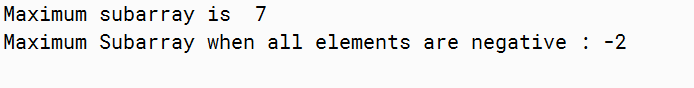 Maximum subarray is  7
Maximum Subarray when all elements are negative : -2